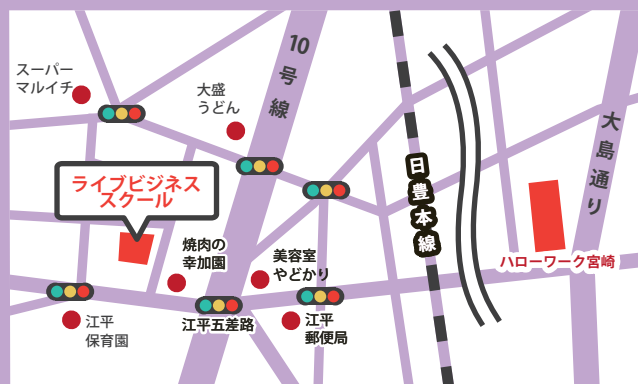 スーパー
マルイチ
大盛
うどん
10号線
大島通り
日豊本線
ライブビジネス
スクール
焼肉の
幸加園
美容室
やどかり
ハローワーク宮崎
江平五差路
江平
郵便局
江平
保育園